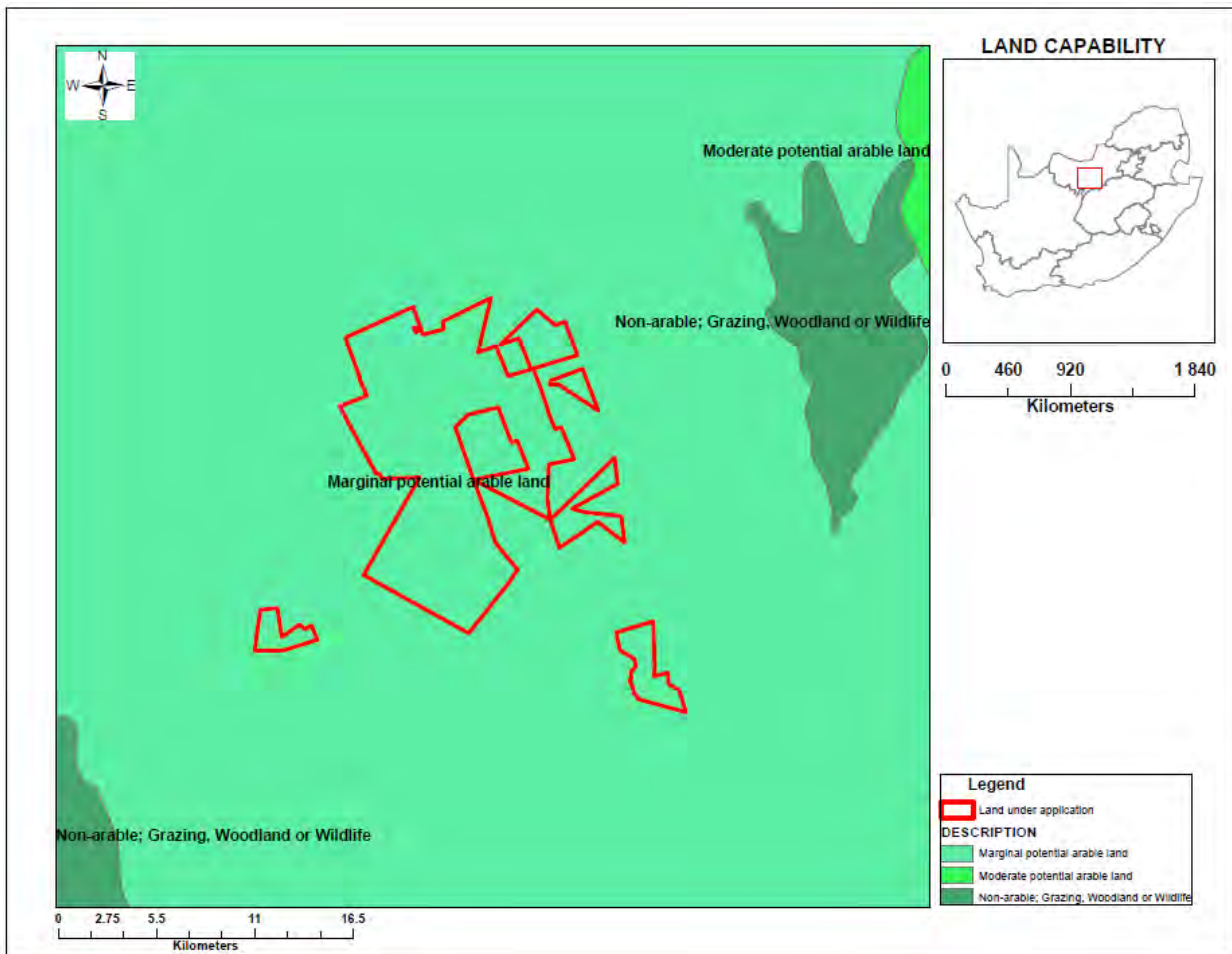 LAND CAPABILITY
N
W E
S
Moderate potential arable land
Non-arable; Grazing, Woodland or Wildlife
Marginal potential arable land
Non-arable; Grazing, Woodland or Wildlife
0 2.75 5.5 11 16.5
Kilometers
0 460 920 1 840
Kilometers
Legend
Land under application
DESCRIPTION
Marginal potential arable land
Moderate potential arable land
Non-arable; Grazing, Woodland or Wildlife